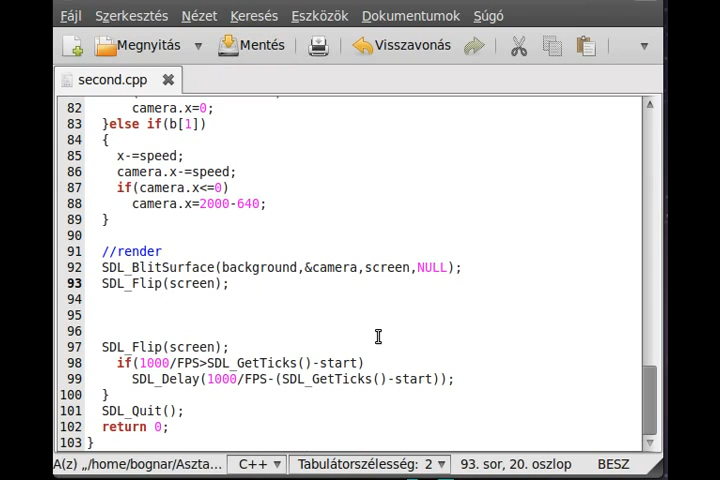 Fájl Szerkesztés Nézet Keresés Eszközök Dokumentumok Súgó
Megnyitás Mentés Visszavonás
second.cpp
82 camera.x=0;
83 }else if(b[1])
84 {
85 x-=speed;
86 camera.x-=speed;
87 if(camera.x<=0)
88 camera.x=2000-640;
89 }
90
91 //render
92 SDL_BlitSurface(background,&camera,screen,NULL);
93 SDL_Flip(screen);
94
95
96
97 SDL_Flip(screen);
98 if(1000/FPS>SDL_GetTicks()-start)
99 SDL_Delay(1000/FPS-(SDL_GetTicks()-start));
100 }
101 SDL_Quit();
102 return 0;
103 }
A(z) „/home/bognar/Aszta... C++ Tabulátorszélesség: 2 93. sor, 20. oszlop BESZ